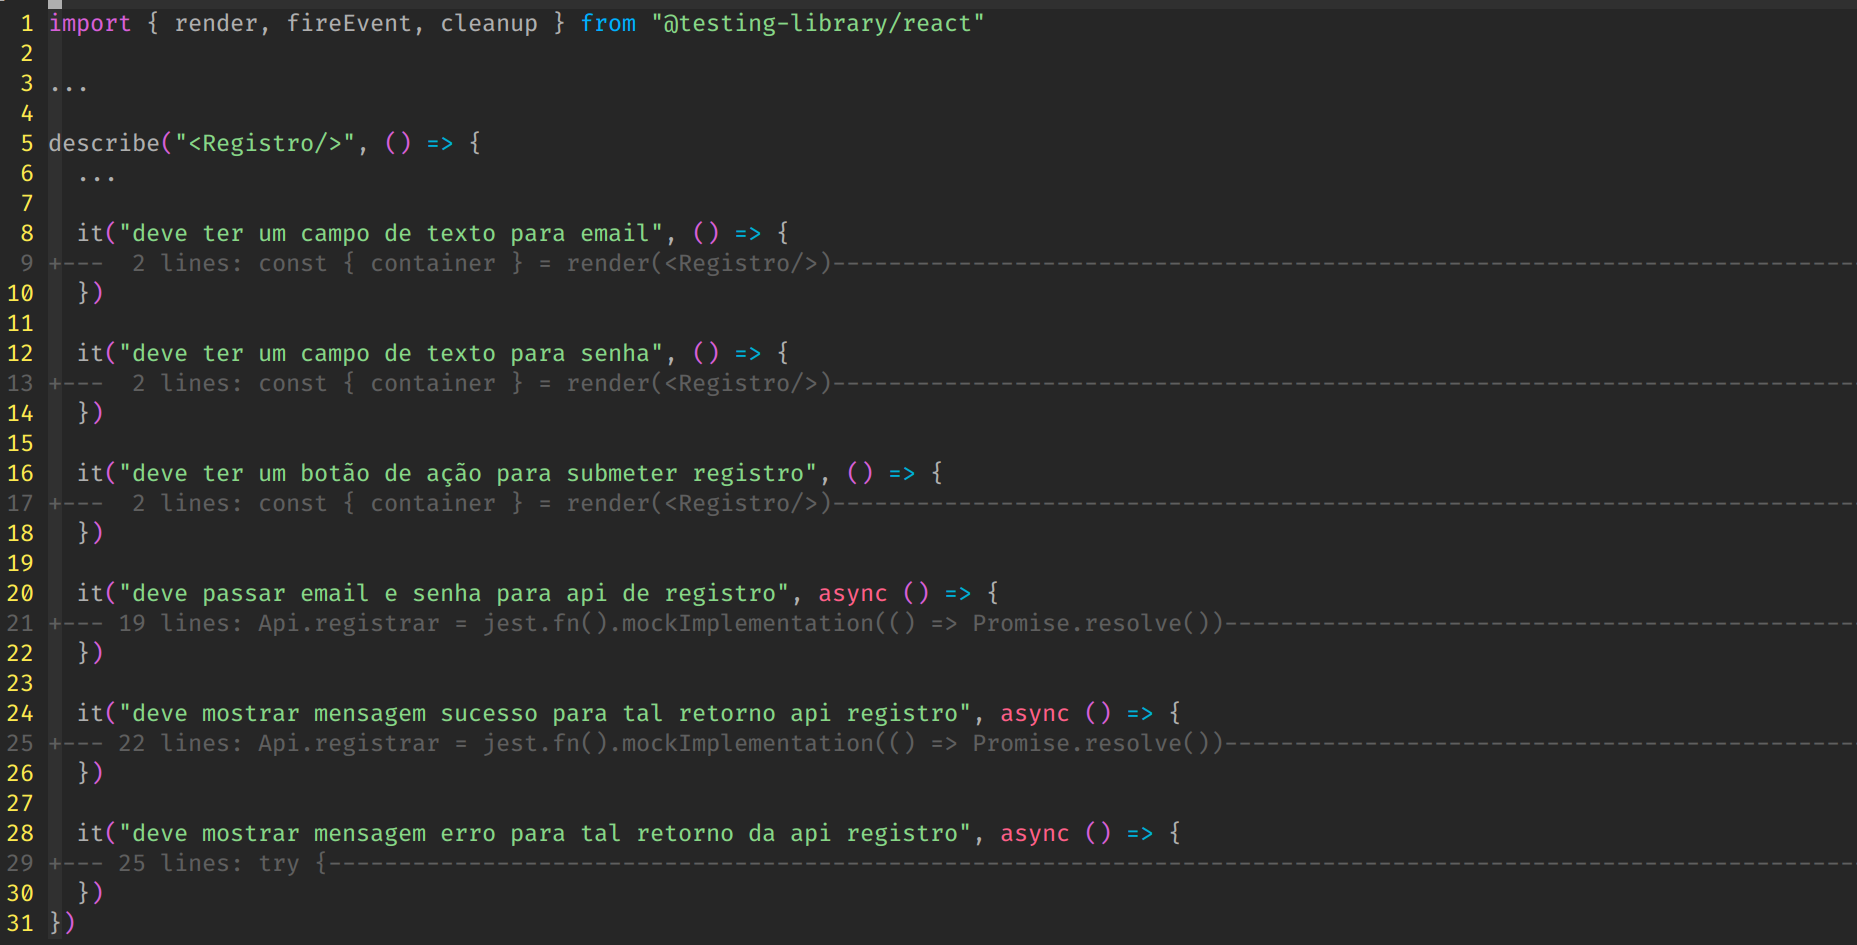 1 import { render, fireEvent, cleanup } from "@testing-library/react"
2
3 ...
4
5 describe("<Registro/>", () => {
6   ...
7
8   it("deve ter um campo de texto para email", () => {
9 +---  2 lines: const { container } = render(<Registro/>)-------------------------------------------------------------------------
10   })
11
12   it("deve ter um campo de texto para senha", () => {
13 +---  2 lines: const { container } = render(<Registro/>)-------------------------------------------------------------------------
14   })
15
16   it("deve ter um botão de ação para submeter registro", () => {
17 +---  2 lines: const { container } = render(<Registro/>)-------------------------------------------------------------------------
18   })
19
20   it("deve passar email e senha para api de registro", async () => {
21 +--- 19 lines: Api.registrar = jest.fn().mockImplementation(() => Promise.resolve())---------------------------------------------
22   })
23
24   it("deve mostrar mensagem sucesso para tal retorno api registro", async () => {
25 +--- 22 lines: Api.registrar = jest.fn().mockImplementation(() => Promise.resolve())---------------------------------------------
26   })
27
28   it("deve mostrar mensagem erro para tal retorno da api registro", async () => {
29 +--- 25 lines: try {-------------------------------------------------------------------------------------------------------------
30   })
31 })